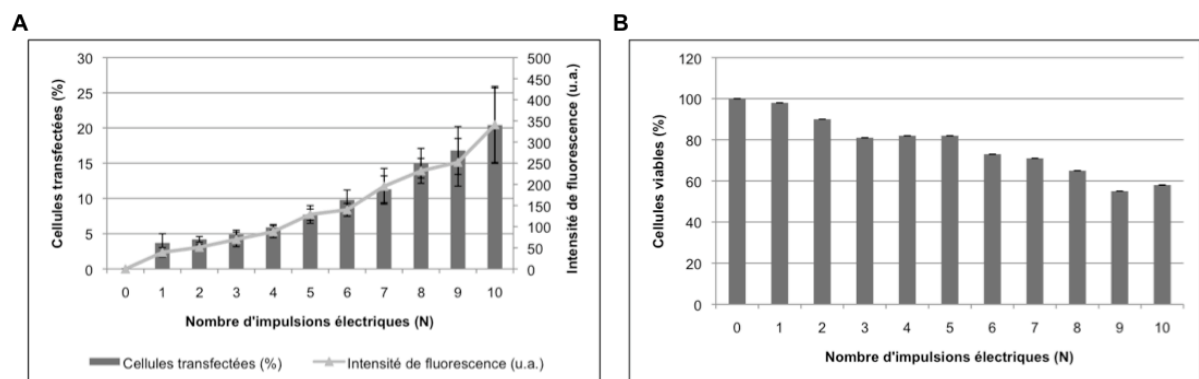 A
Cellules transfectées (%)
30
25
20
15
10
5
0
500
450
400
350
300
250
200
150
100
50
0
Intensité de fluorescence (u.a.)
0 1 2 3 4 5 6 7 8 9 10
Nombre d'impulsions électriques (N)
Cellules transfectées (%) Intensité de fluorescence (u.a.)
B
Cellules viables (%)
120
100
80
60
40
20
0
0 1 2 3 4 5 6 7 8 9 10
Nombre d'impulsions électriques (N)